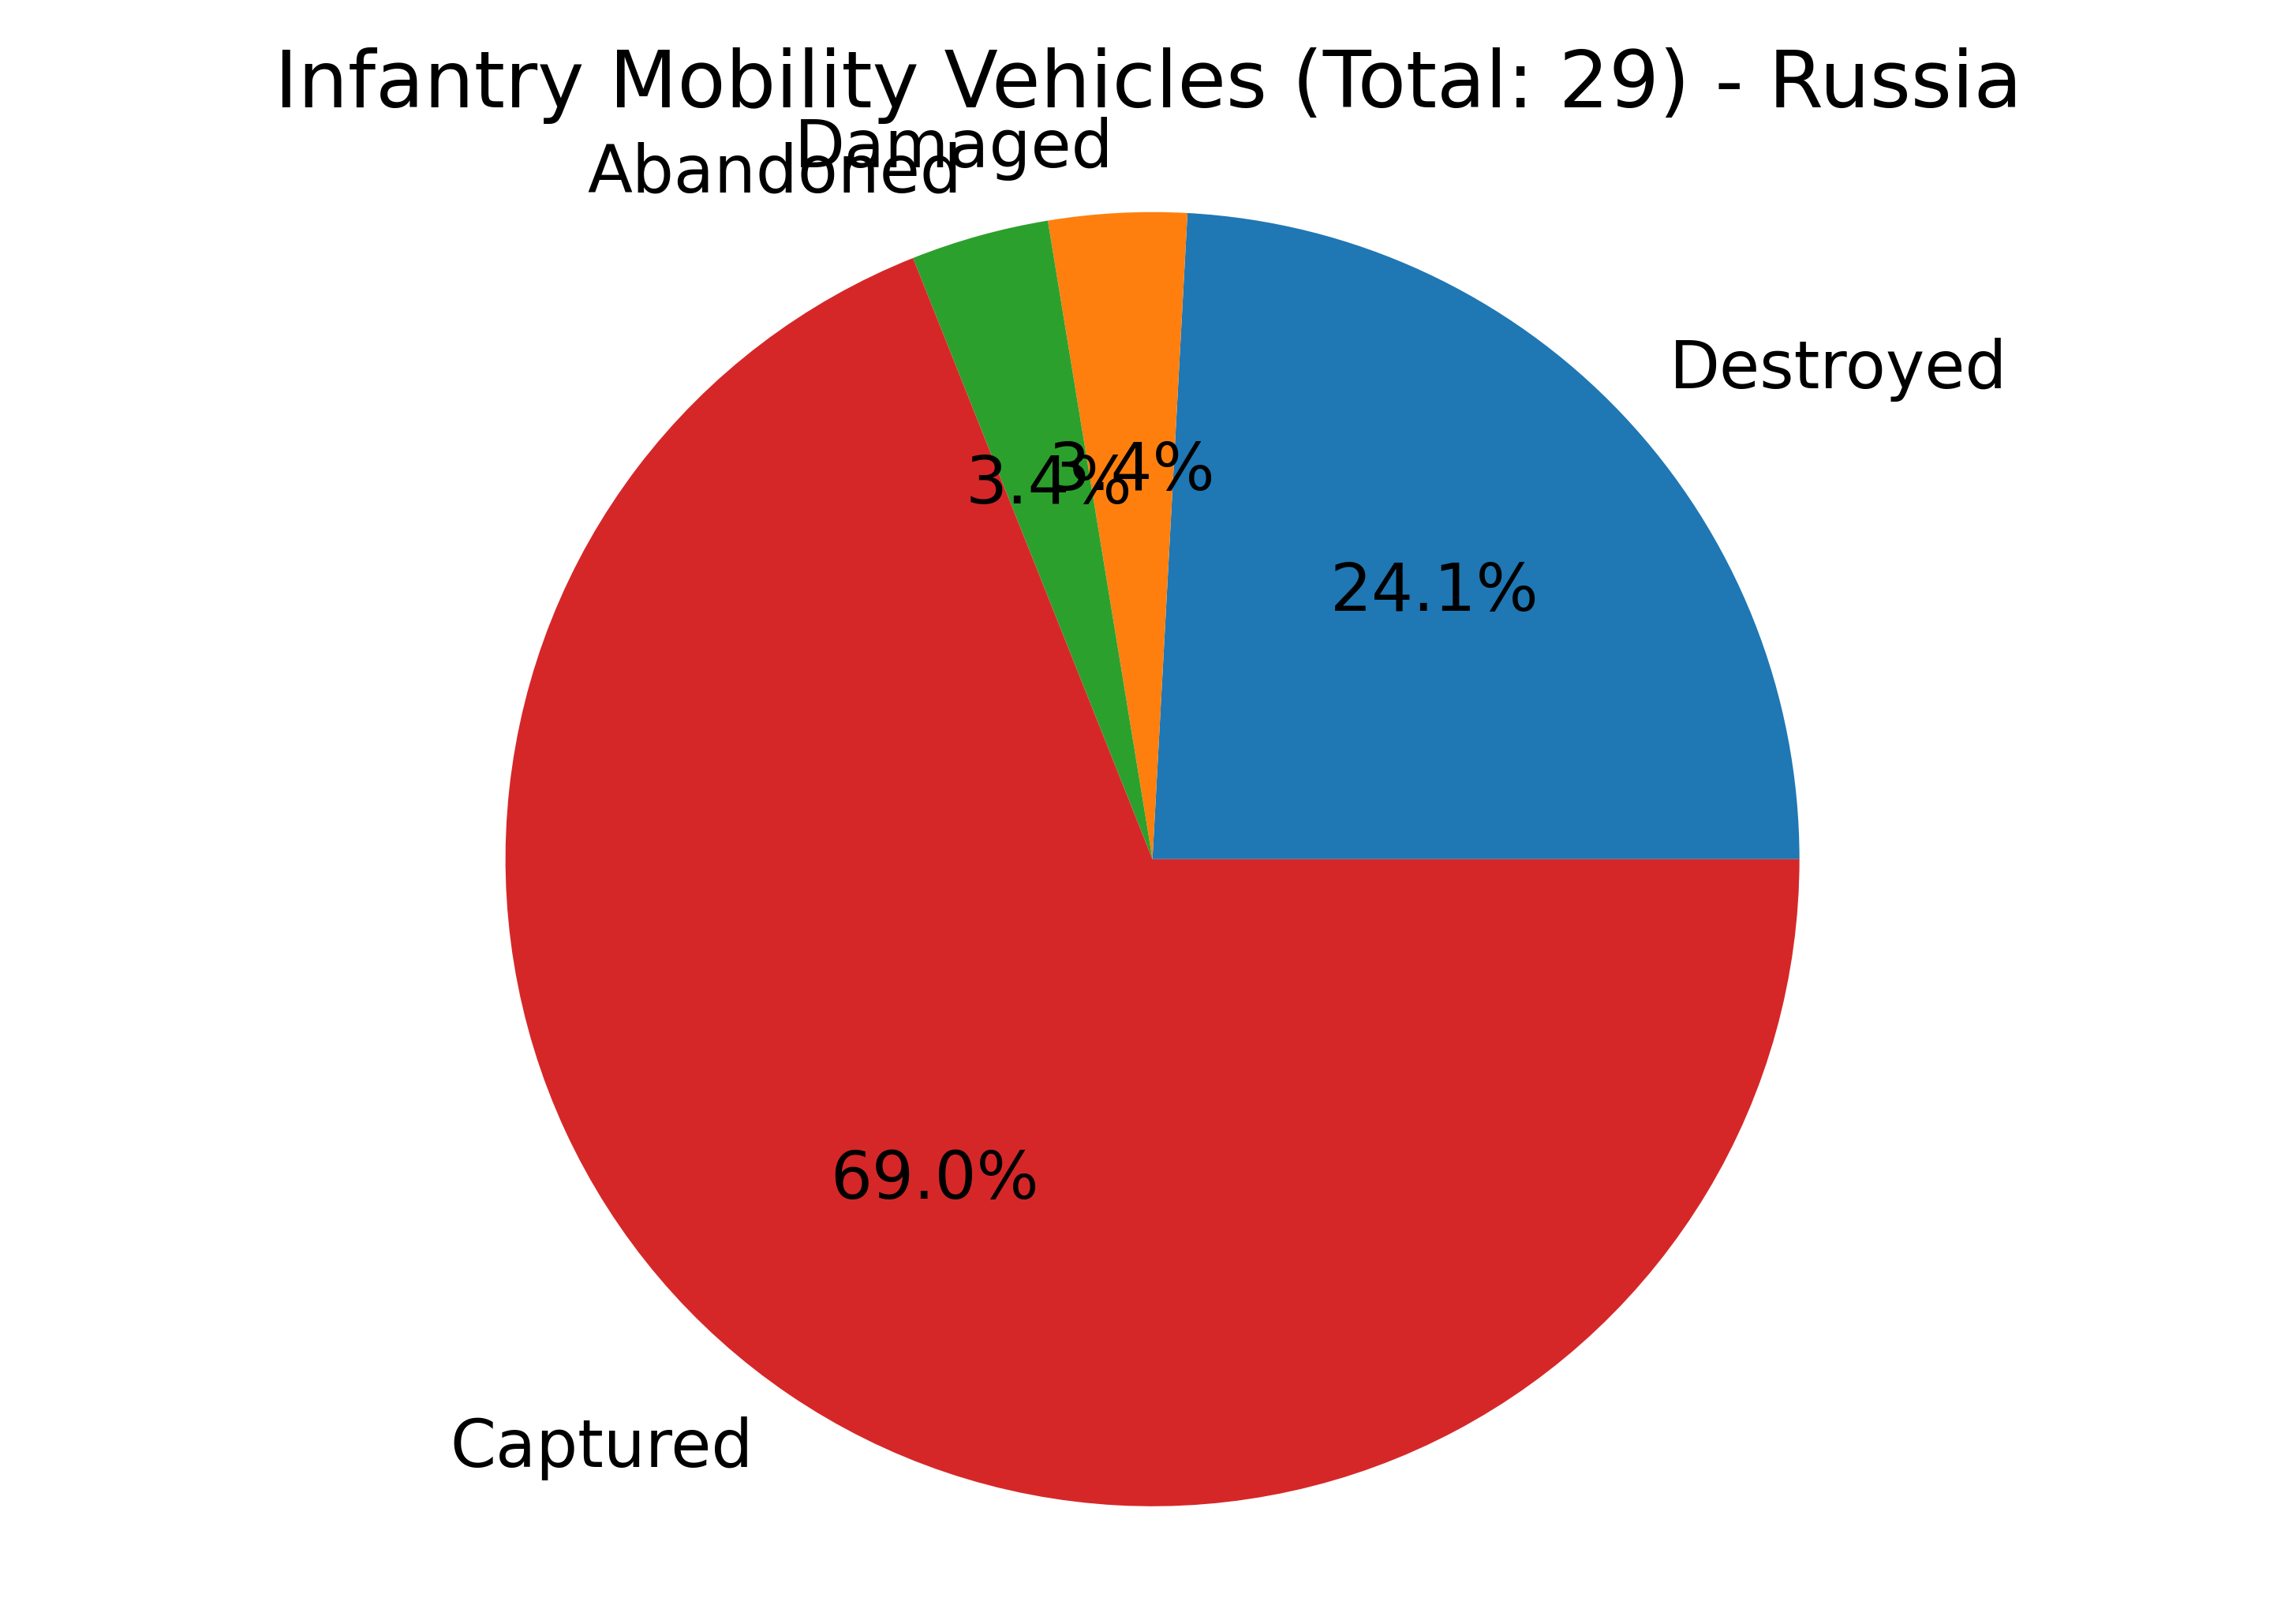 Infantry Mobility Vehicles (Total: 29) - Russia
Damaged
Abandoned
Destroyed
3.4%
3.4%
24.1%
69.0%
Captured